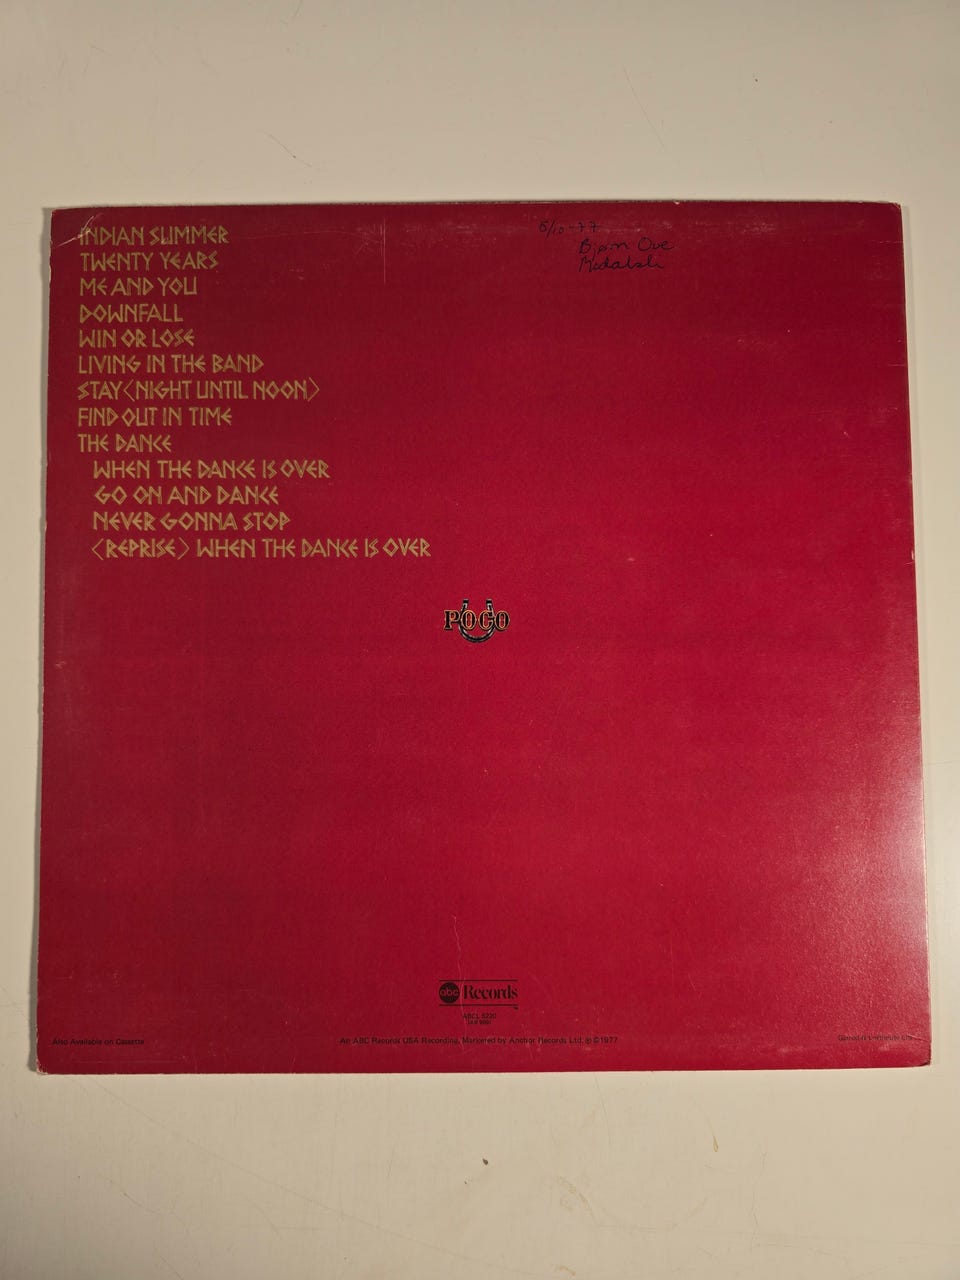 INDIAN SUMMER
TWENTY YEARS
ME AND YOU
DOWNFALL
WIN OR LOSE
LIVING IN THE BAND
STAY <NIGHT UNTIL NOON>
FIND OUT IN TIME
THE DANCE
WHEN THE DANCE IS OVER
GO ON AND DANCE
NEVER GONNA STOP
<REPRISE> WHEN THE DANCE IS OVER
6/10-77
Bjørn Ove
POCO
abc Records
ABCL 5220
Also Available on Cassette
An ABC Records USA Recording, Marketed by Anchor Records Ltd. ℗©1977